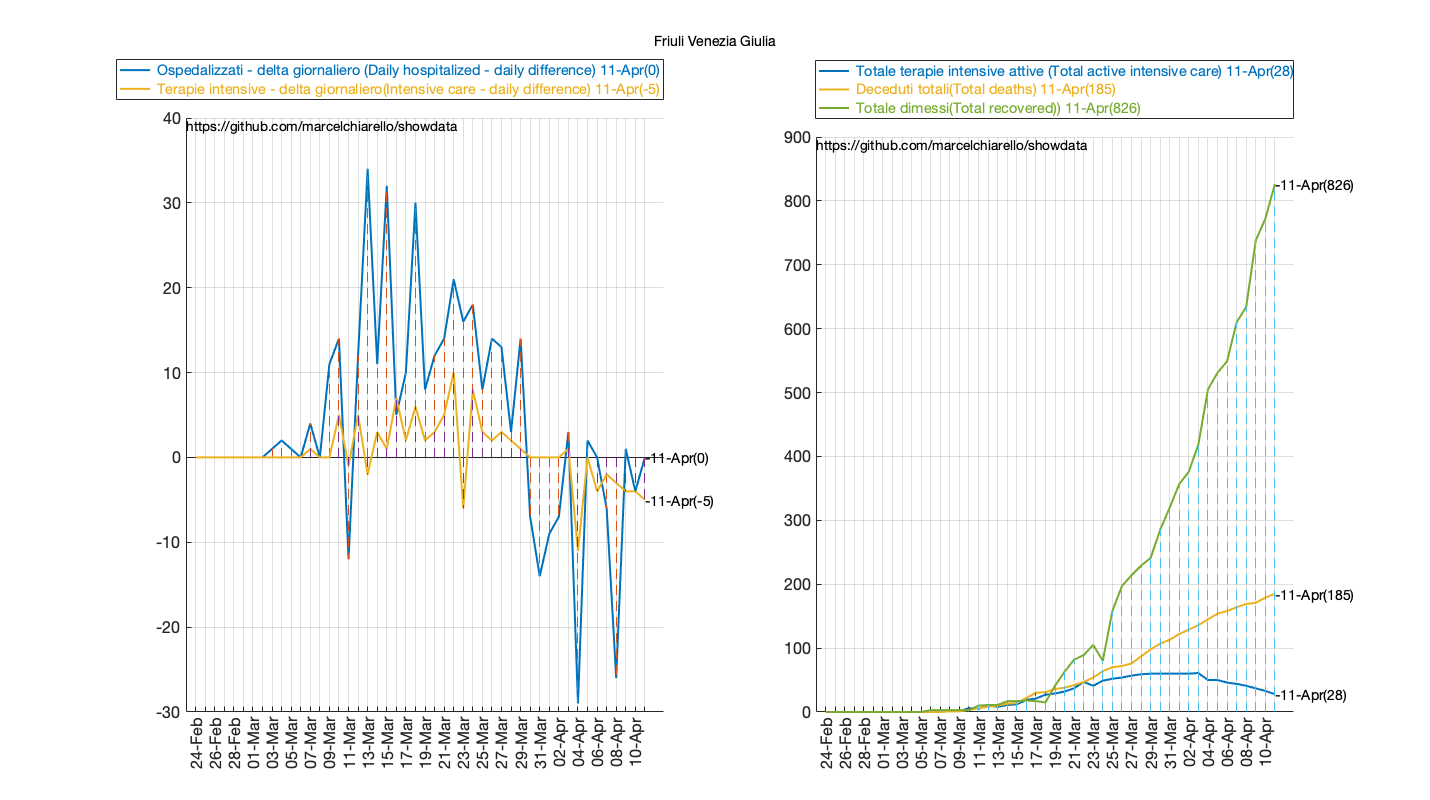 Friuli Venezia Giulia
Ospedalizzati - delta giornaliero (Daily hospitalized - daily difference) 11-Apr(0)
Terapie intensive - delta giornaliero(Intensive care - daily difference) 11-Apr(-5)
https://github.com/marcelchiarello/showdata
40
30
20
10
0
-10
-20
-30
-11-Apr(0)
-11-Apr(-5)
24-Feb
26-Feb
28-Feb
01-Mar
03-Mar
05-Mar
07-Mar
09-Mar
11-Mar
13-Mar
15-Mar
17-Mar
19-Mar
21-Mar
23-Mar
25-Mar
27-Mar
29-Mar
31-Mar
02-Apr
04-Apr
06-Apr
08-Apr
10-Apr
Totale terapie intensive attive (Total active intensive care) 11-Apr(28)
Deceduti totali(Total deaths) 11-Apr(185)
Totale dimessi(Total recovered)) 11-Apr(826)
https://github.com/marcelchiarello/showdata
900
800
700
600
500
400
300
200
100
0
-11-Apr(826)
-11-Apr(185)
-11-Apr(28)
24-Feb
26-Feb
28-Feb
01-Mar
03-Mar
05-Mar
07-Mar
09-Mar
11-Mar
13-Mar
15-Mar
17-Mar
19-Mar
21-Mar
23-Mar
25-Mar
27-Mar
29-Mar
31-Mar
02-Apr
04-Apr
06-Apr
08-Apr
10-Apr